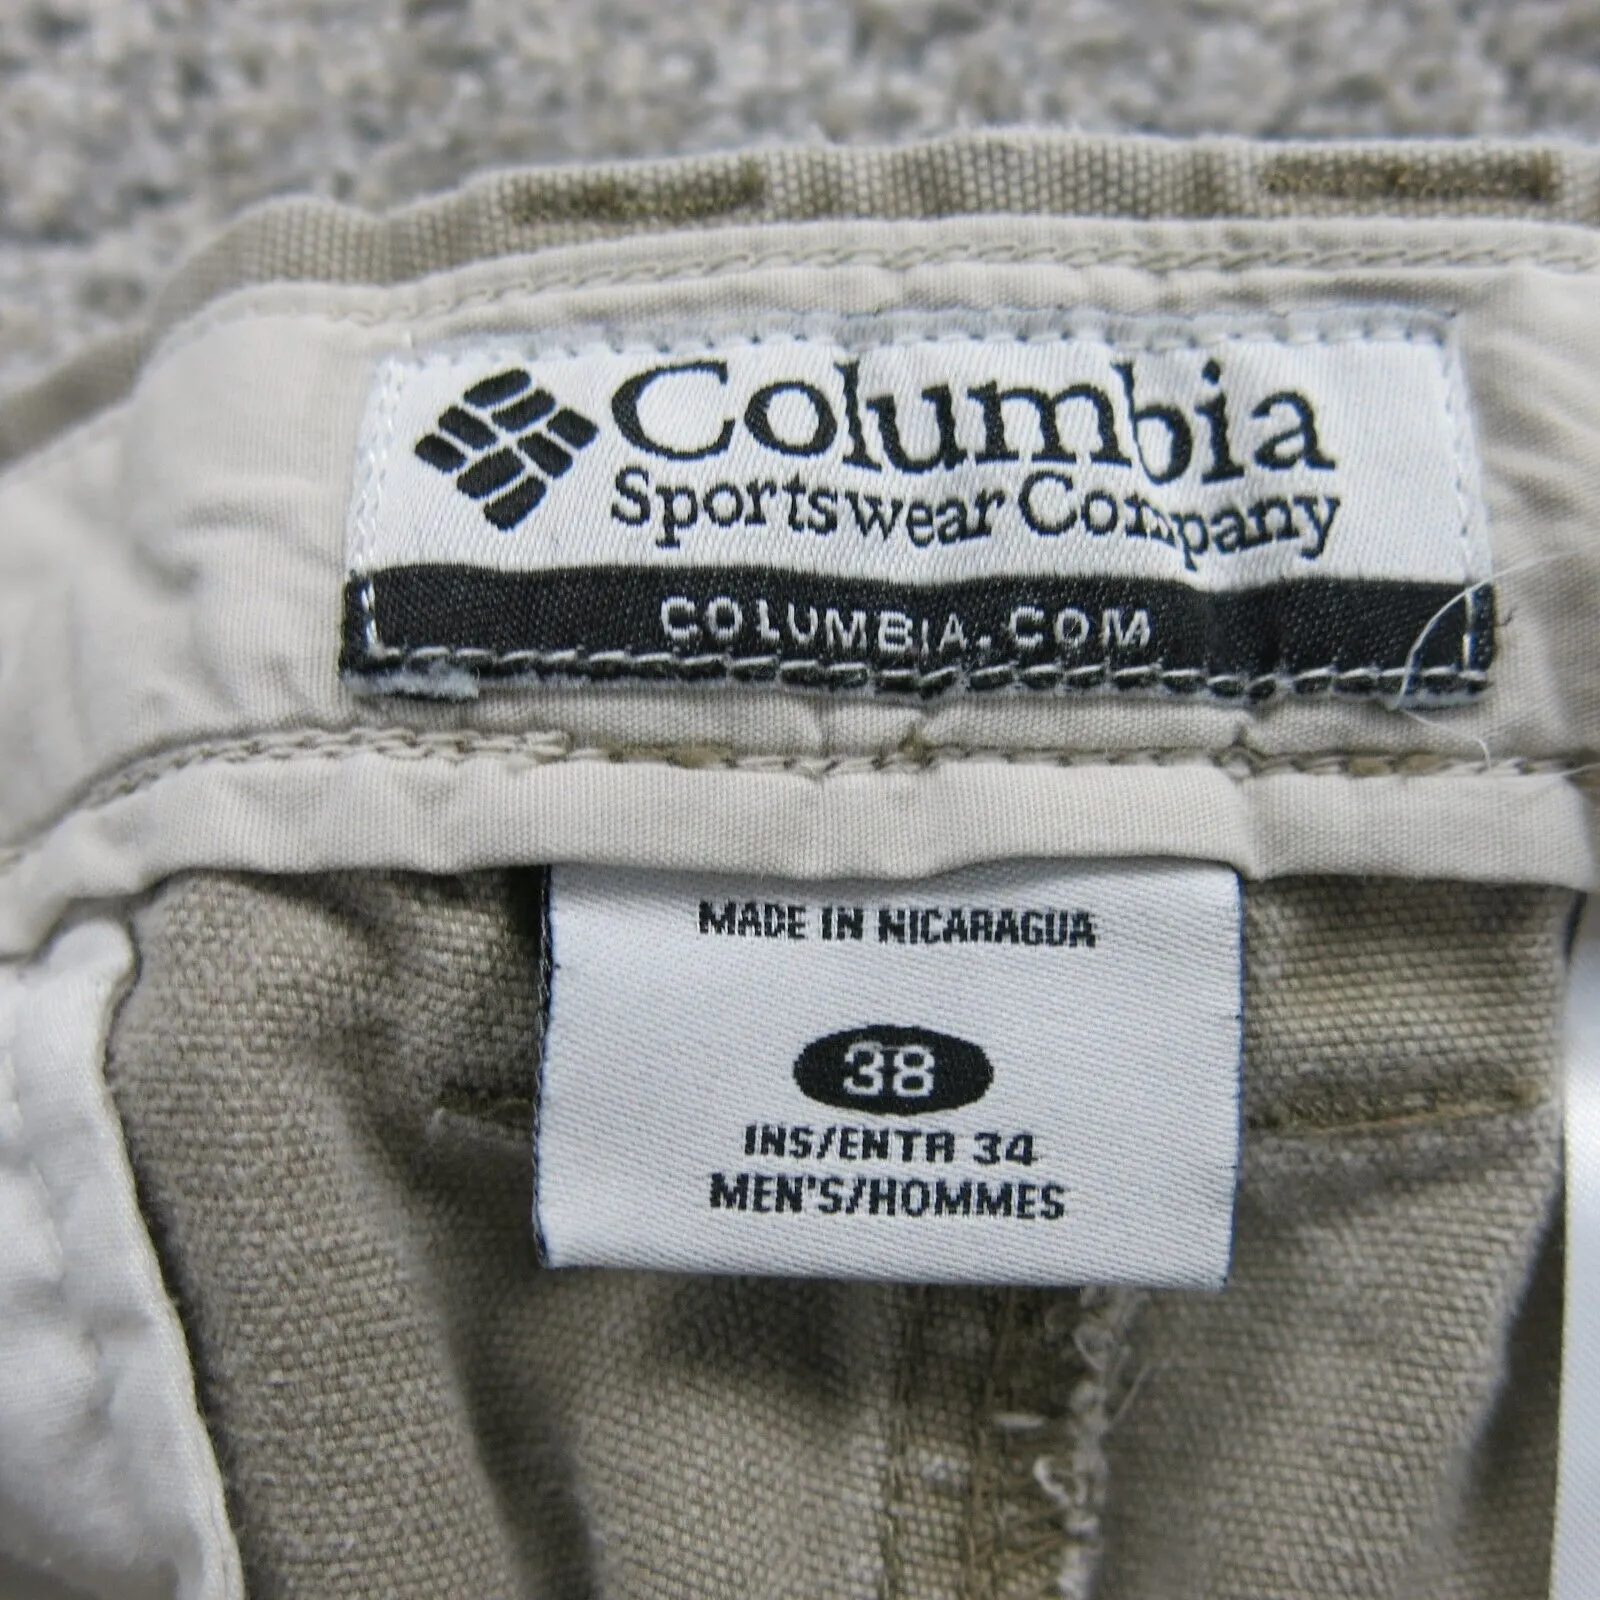 Columbia
Sportswear Company
COLUMBIA.COM
MADE IN NICARAGUA
38
INS/ENTR 34
MEN'S/HOMMES